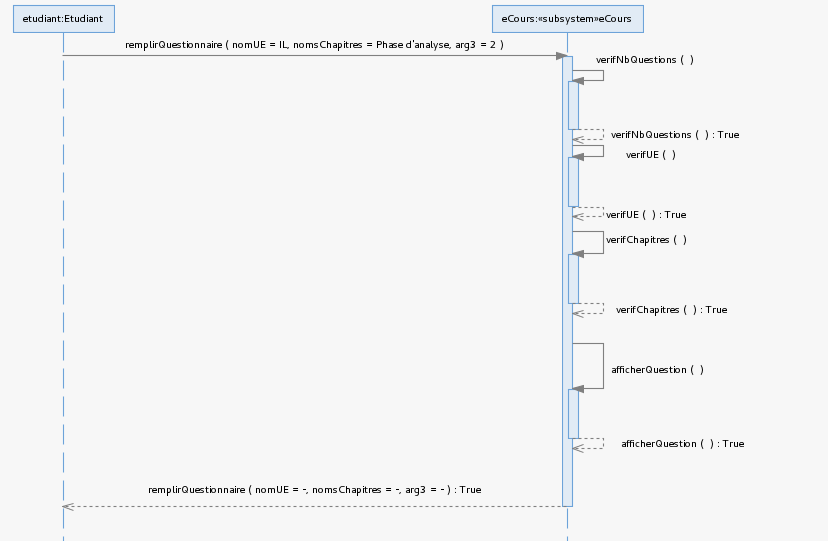 etudiant:Etudiant
eCours:«subsystem»eCours
remplirQuestionnaire ( nomUE = IL, nomsChapitres = Phase d'analyse, arg3 = 2 )
verifNbQuestions ( )
verifNbQuestions ( ) : True
verifUE ( )
verifUE ( ) : True
verifChapitres ( )
verifChapitres ( ) : True
afficherQuestion ( )
afficherQuestion ( ) : True
remplirQuestionnaire ( nomUE = -, nomsChapitres = -, arg3 = - ) : True